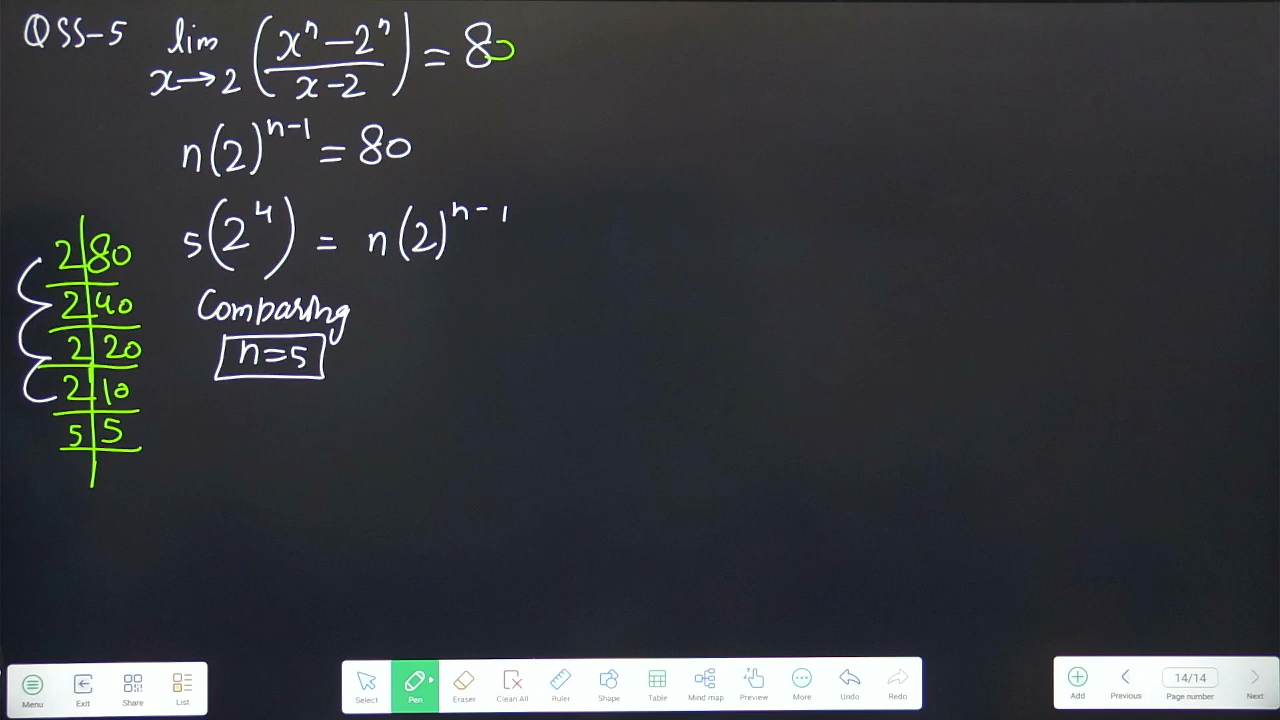 QSS-5 lim x→2 (xⁿ-2ⁿ / x-2) = 80
n(2)ⁿ⁻¹ = 80
5(2⁴) = n(2)ⁿ⁻¹
Comparing
n=5
2 80
2 40
2 20
2 10
5 5
Menu Exit Share List
Select Pen Eraser Clean All Ruler Shape Table Mind map Preview More Undo Redo
Add Previous 14/14 Page number Next